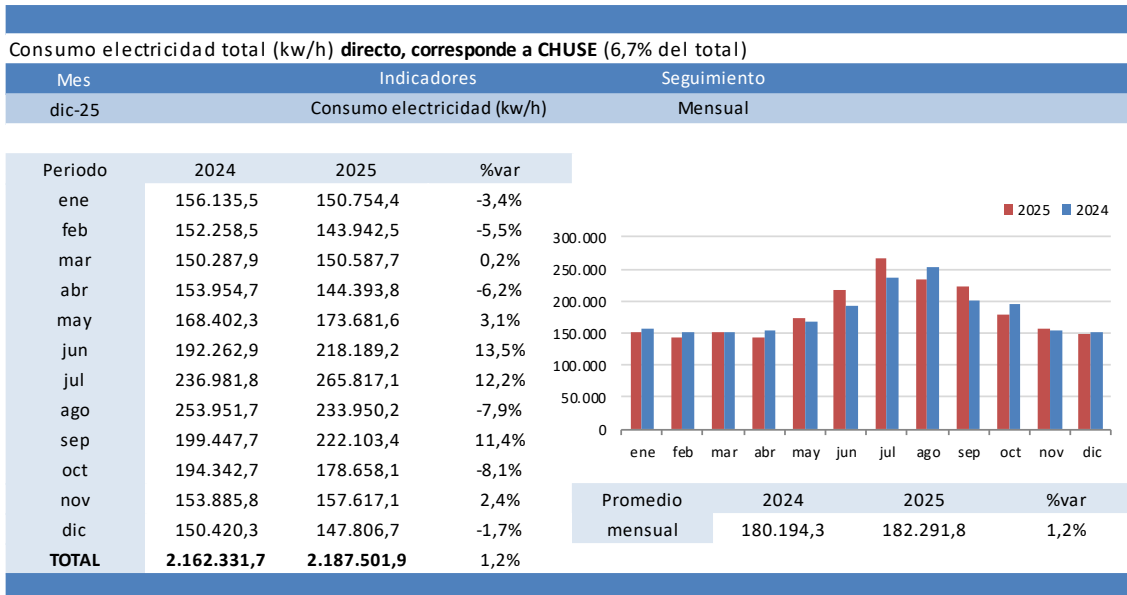 Consumo electricidad total (kw/h) directo, corresponde a CHUSE (6,7% del total)
Mes Indicadores Seguimiento
dic-25 Consumo electricidad (kw/h) Mensual
Periodo 2024 2025 %var
ene 156.135,5 150.754,4 -3,4%
feb 152.258,5 143.942,5 -5,5%
mar 150.287,9 150.587,7 0,2%
abr 153.954,7 144.393,8 -6,2%
may 168.402,3 173.681,6 3,1%
jun 192.262,9 218.189,2 13,5%
jul 236.981,8 265.817,1 12,2%
ago 253.951,7 233.950,2 -7,9%
sep 199.447,7 222.103,4 11,4%
oct 194.342,7 178.658,1 -8,1%
nov 153.885,8 157.617,1 2,4%
dic 150.420,3 147.806,7 -1,7%
TOTAL 2.162.331,7 2.187.501,9 1,2%
2025 2024
300.000
250.000
200.000
150.000
100.000
50.000
0
ene feb mar abr may jun jul ago sep oct nov dic
Promedio 2024 2025 %var
mensual 180.194,3 182.291,8 1,2%